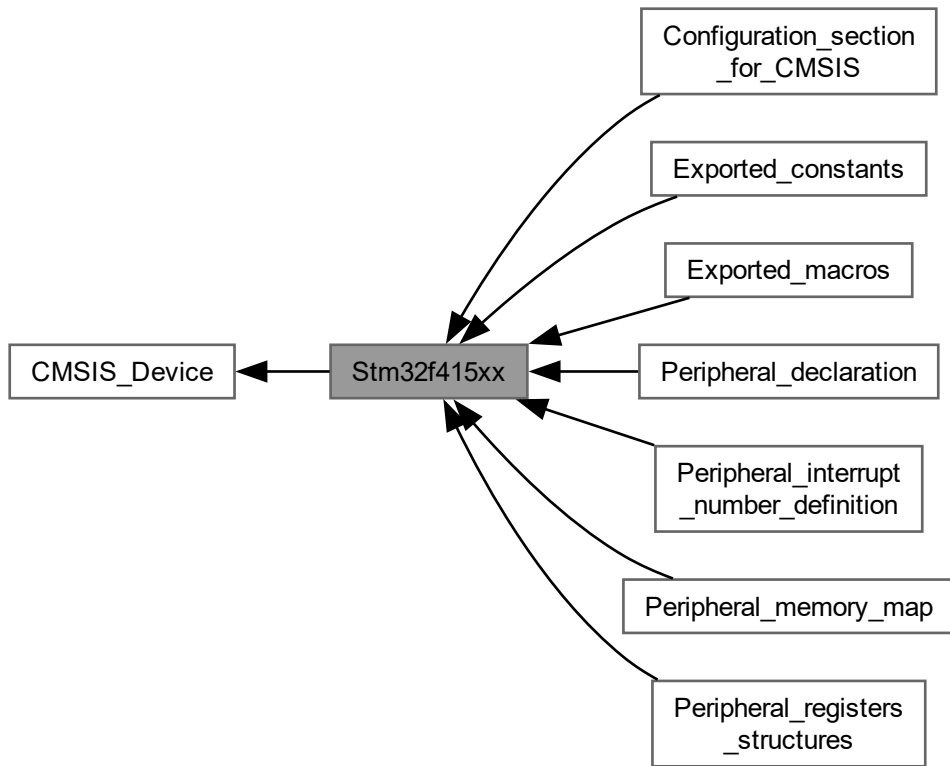 Configuration_section
_for_CMSIS
Exported_constants
Exported_macros
CMSIS_Device
Stm32f415xx
Peripheral_declaration
Peripheral_interrupt
_number_definition
Peripheral_memory_map
Peripheral_registers
_structures